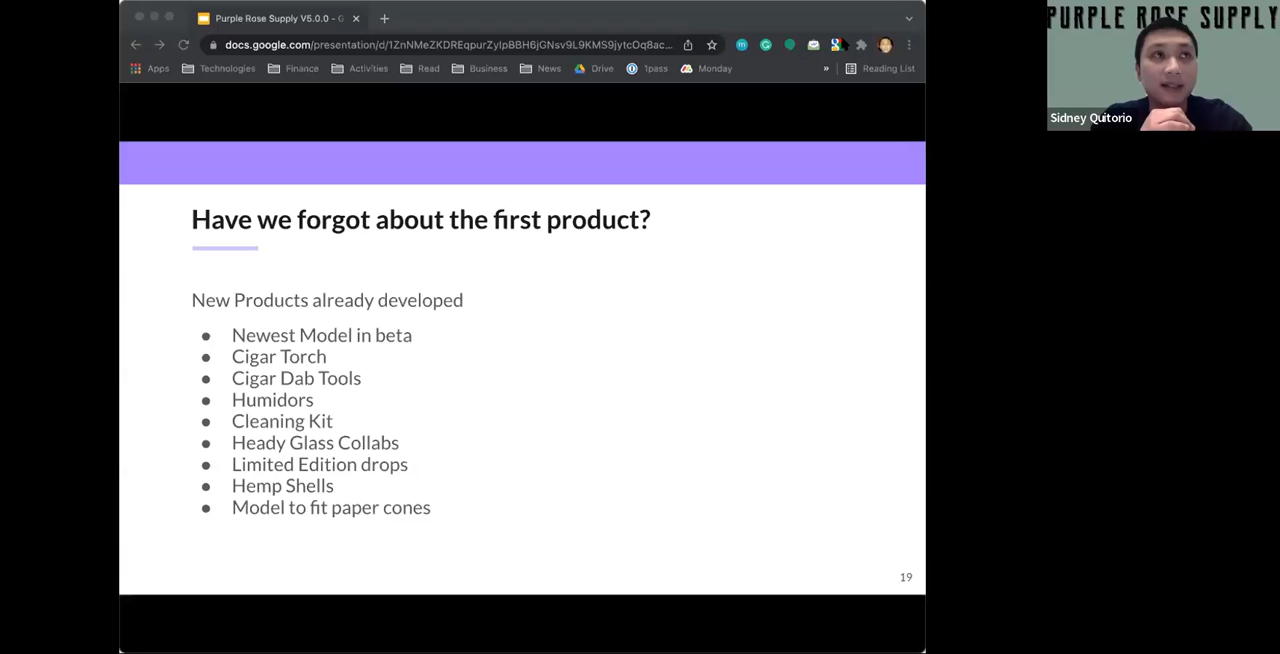 Purple Rose Supply V5.0.0 - G
docs.google.com/presentation/d/1ZnNMeZKDREqpurZyIpBBH6jGNsv9L9KMS9jytcOq8ac...
Apps Technologies Finance Activities Read Business News Drive 1pass Monday » Reading List
PURPLE ROSE SUPPLY
Sidney Quitorio
Have we forgot about the first product?
New Products already developed
● Newest Model in beta
● Cigar Torch
● Cigar Dab Tools
● Humidors
● Cleaning Kit
● Heady Glass Collabs
● Limited Edition drops
● Hemp Shells
● Model to fit paper cones
19